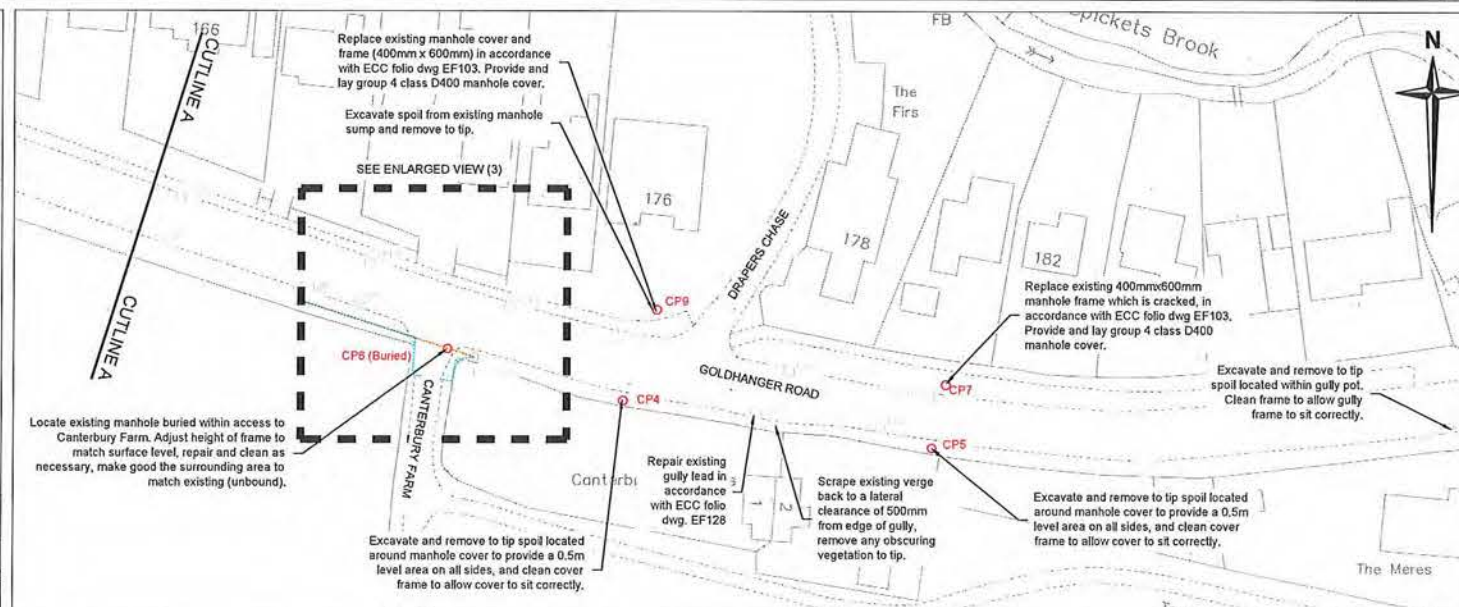 166
CUTLINE A
CUTLINE A
Replace existing manhole cover and
frame (400mm x 600mm) in accordance
with ECC folio dwg EF103. Provide and
lay group 4 class D400 manhole cover.
Excavate spoil from existing manhole
sump and remove to tip.
SEE ENLARGED VIEW (3)
FB
epickets Brook
N
The
Firs
176
178
182
DRAPERS CHASE
CP9
Replace existing 400mmx600mm
manhole frame which is cracked, in
accordance with ECC folio dwg EF103.
Provide and lay group 4 class D400
manhole cover.
CP6 (Buried)
GOLDHANGER ROAD
CP7
Excavate and remove to tip
spoil located within gully pot.
Clean frame to allow gully
frame to sit correctly.
CP4
CANTERBURY FARM
Locate existing manhole buried within access to
Canterbury Farm. Adjust height of frame to
match surface level, repair and clean as
necessary, make good the surrounding area to
match existing (unbound).
CP5
Repair existing
gully lead in
accordance
with ECC folio
dwg. EF128
1
2
Scrape existing verge
back to a lateral
clearance of 500mm
from edge of gully,
remove any obscuring
vegetation to tip.
Excavate and remove to tip spoil located
around manhole cover to provide a 0.5m
level area on all sides, and clean cover
frame to allow cover to sit correctly.
Excavate and remove to tip spoil located
around manhole cover to provide a 0.5m
level area on all sides, and clean cover
frame to allow cover to sit correctly.
The Meres